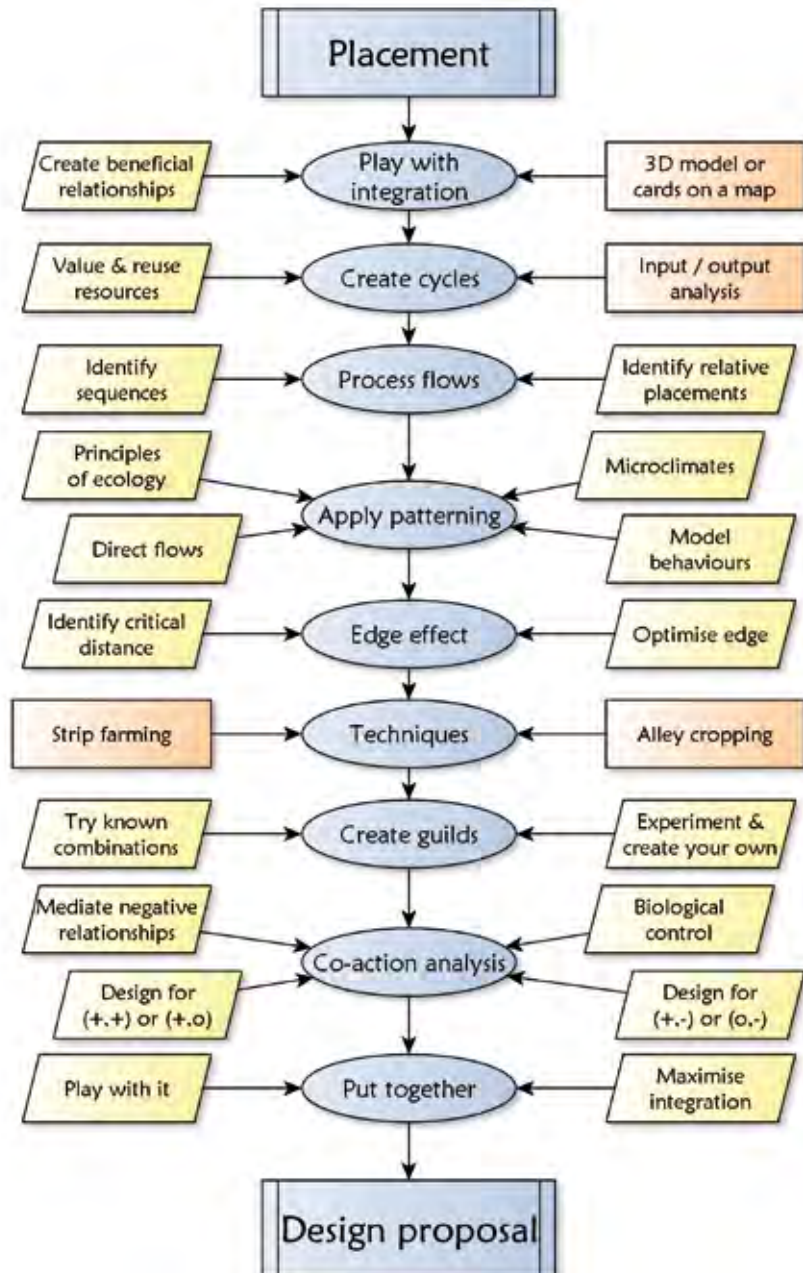 Placement
Create beneficial
relationships
Play with
integration
3D model or
cards on a map
Value & reuse
resources
Create cycles
Input / output
analysis
Identify
sequences
Process flows
Identify relative
placements
Principles
of ecology
Microclimates
Apply patterning
Direct flows
Model
behaviours
Identify critical
distance
Edge effect
Optimise edge
Strip farming
Techniques
Alley cropping
Try known
combinations
Create guilds
Experiment &
create your own
Mediate negative
relationships
Biological
control
Co-action analysis
Design for
(+.+) or (+.o)
Design for
(+.-) or (o.-)
Play with it
Put together
Maximise
integration
Design proposal